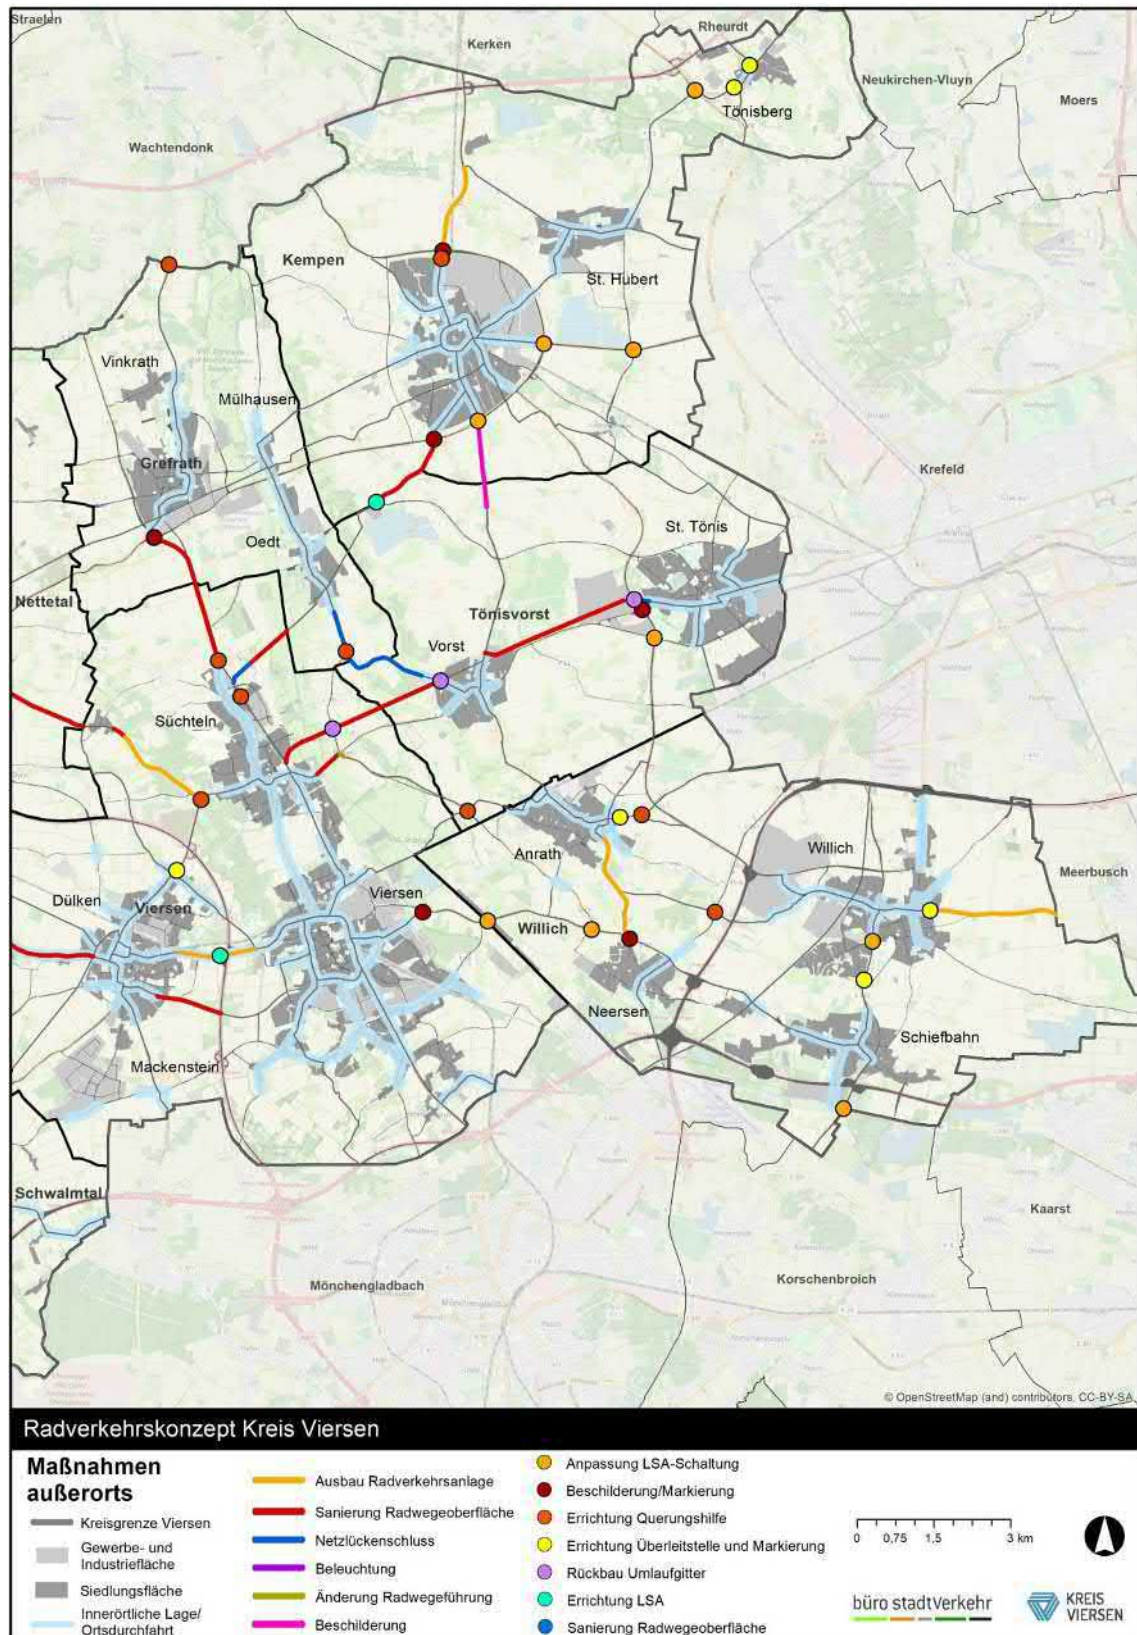 Straelen
Rheurdt
Kerken
Neukirchen-Vluyn
Moers
Tönisberg
Wachtendonk
Kempen
St. Hubert
Vinkrath
Mülhausen
Grefrath
Krefeld
St. Tönis
Oedt
Nettetal
Tönisvorst
Vorst
Süchteln
Willich
Anrath
Meerbusch
Viersen
Dülken
Viersen
Willich
Neersen
Schiefbahn
Mackenstein
Schwalmtal
Kaarst
Mönchengladbach
Korschenbroich
© OpenStreetMap (and) contributors, CC-BY-SA
Radverkehrskonzept Kreis Viersen
Maßnahmen
außerorts
Kreisgrenze Viersen
Gewerbe- und
Industriefläche
Siedlungsfläche
Innerörtliche Lage/
Ortsdurchfahrt
Ausbau Radverkehrsanlage
Sanierung Radwegeoberfläche
Netzlückenschluss
Beleuchtung
Änderung Radwegeführung
Beschilderung
Anpassung LSA-Schaltung
Beschilderung/Markierung
Errichtung Querungshilfe
Errichtung Überleitstelle und Markierung
Rückbau Umlaufgitter
Errichtung LSA
Sanierung Radwegeoberfläche
0 0,75 1,5 3 km
büro stadtVerkehr
KREIS
VIERSEN